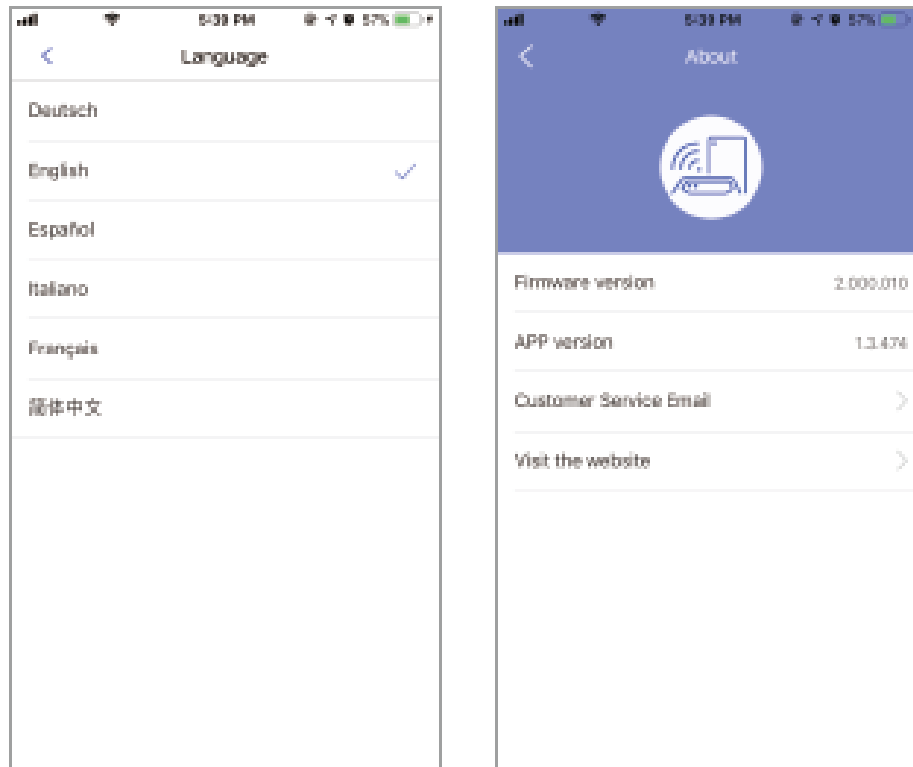 5:39 PM
57%
Language
Deutsch
English
Español
Italiano
Français
简体中文
5:39 PM
57%
About
Firmware version
2.000.010
APP version
1.3.474
Customer Service Email
Visit the website